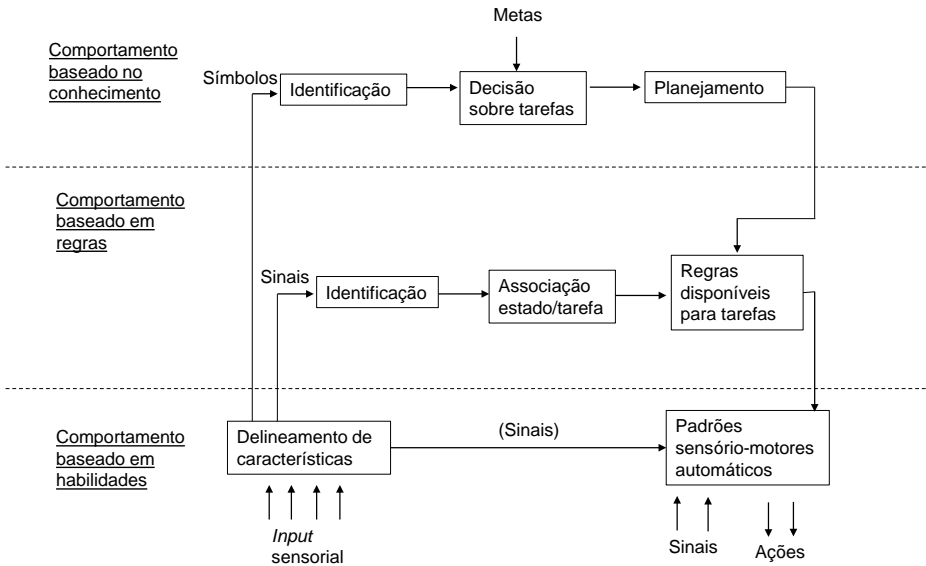 Metas
Comportamento
baseado no
conhecimento
Símbolos
Identificação
Decisão
sobre tarefas
Planejamento
Comportamento
baseado em
regras
Sinais
Identificação
Associação
estado/tarefa
Regras
disponíveis
para tarefas
Comportamento
baseado em
habilidades
Delineamento de
características
(Sinais)
Padrões
sensório-motores
automáticos
Input
sensorial
Sinais
Ações